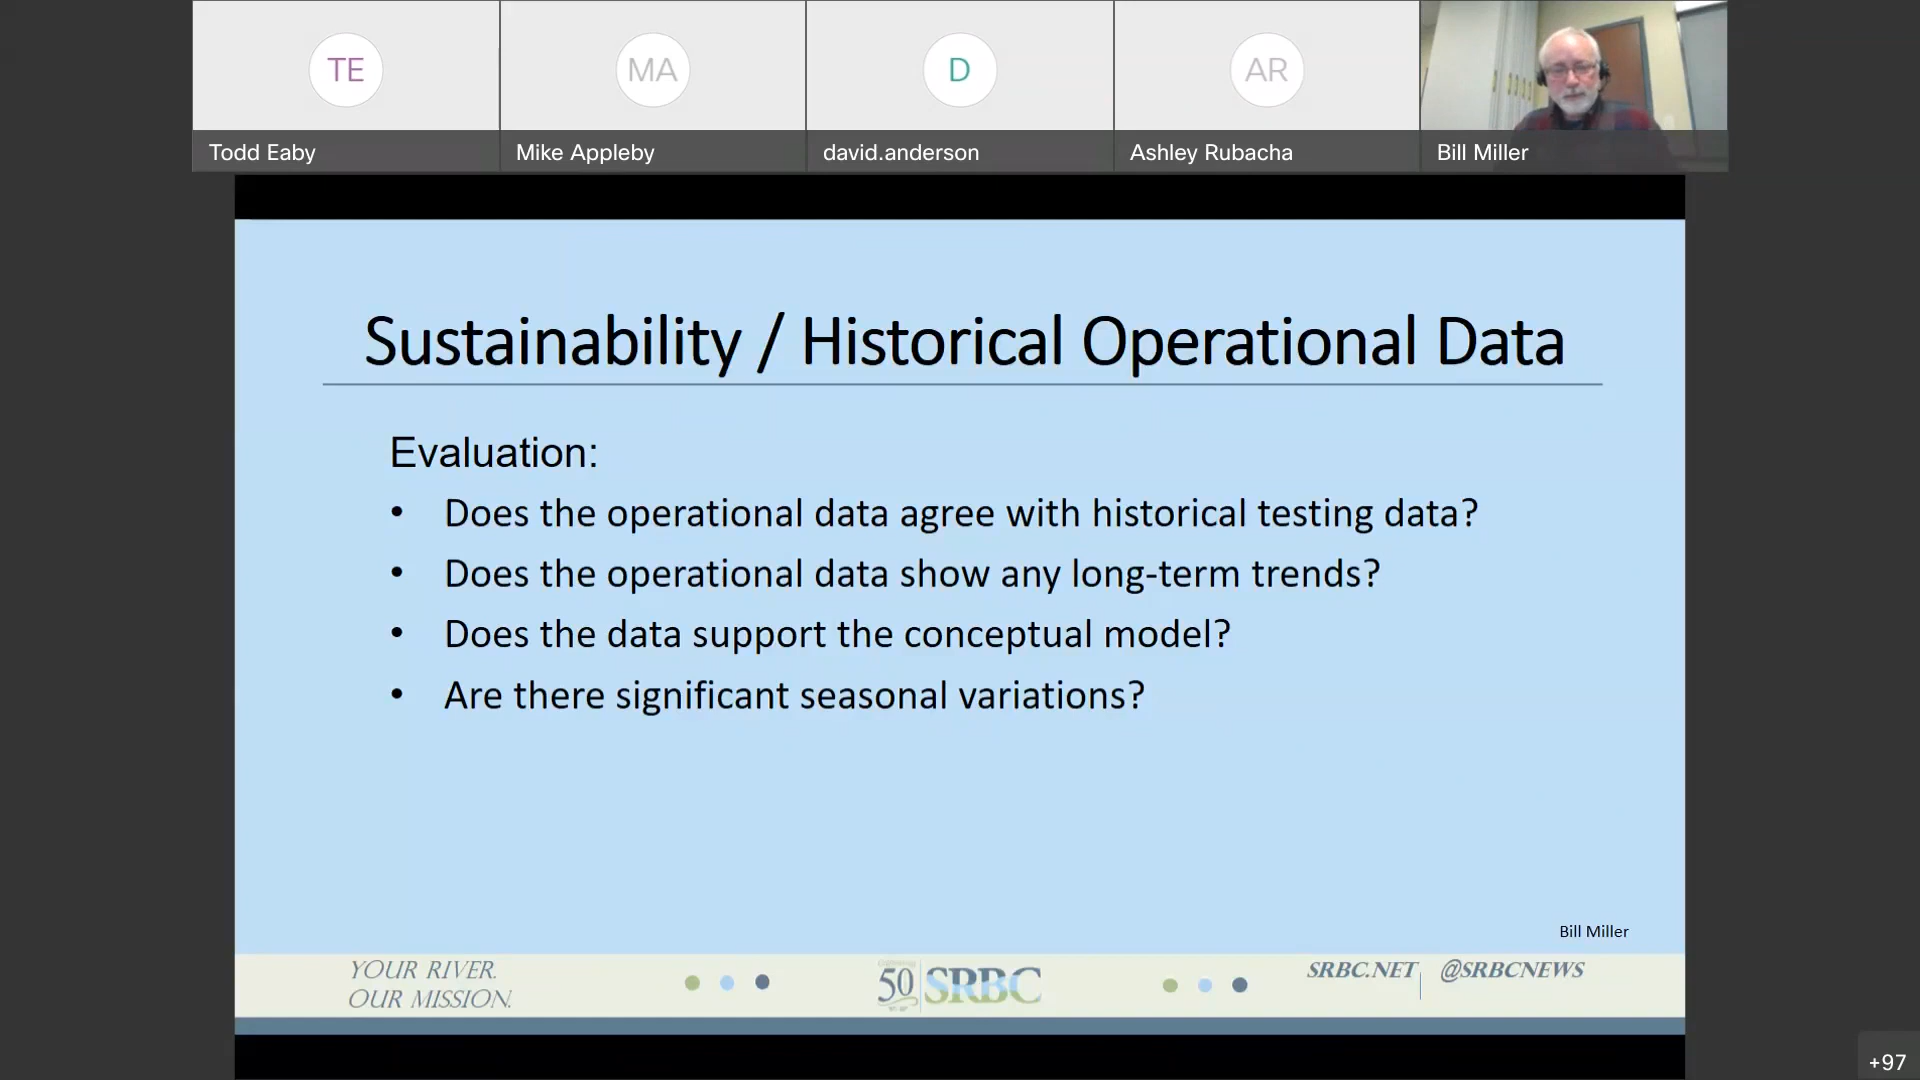 TE
MA
D
AR
Todd Eaby
Mike Appleby
david.anderson
Ashley Rubacha
Bill Miller
Sustainability / Historical Operational Data
Evaluation:
• Does the operational data agree with historical testing data?
• Does the operational data show any long-term trends?
• Does the data support the conceptual model?
• Are there significant seasonal variations?
Bill Miller
YOUR RIVER.
OUR MISSION.
50 SRBC
SRBC.NET
@SRBCNEWS
+97